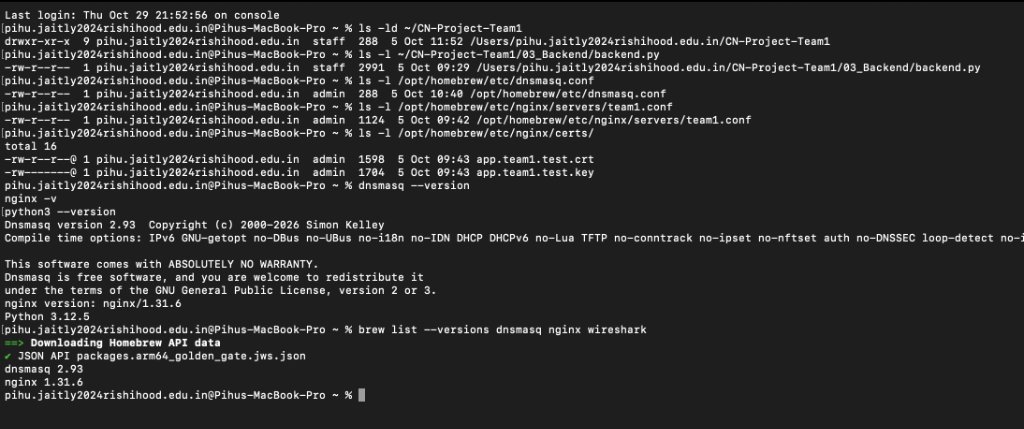 Last login: Thu Oct 29 21:52:56 on console
[pihu.jaitly2024rishihood.edu.in@Pihus-MacBook-Pro ~ % ls -ld ~/CN-Project-Team1
drwxr-xr-x  9 pihu.jaitly2024rishihood.edu.in  staff  288  5 Oct 11:52 /Users/pihu.jaitly2024rishihood.edu.in/CN-Project-Team1
[pihu.jaitly2024rishihood.edu.in@Pihus-MacBook-Pro ~ % ls -l ~/CN-Project-Team1/03_Backend/backend.py
-rw-r--r--  1 pihu.jaitly2024rishihood.edu.in  staff  2991  5 Oct 09:29 /Users/pihu.jaitly2024rishihood.edu.in/CN-Project-Team1/03_Backend/backend.py
[pihu.jaitly2024rishihood.edu.in@Pihus-MacBook-Pro ~ % ls -l /opt/homebrew/etc/dnsmasq.conf
-rw-r--r--  1 pihu.jaitly2024rishihood.edu.in  admin  288  5 Oct 10:40 /opt/homebrew/etc/dnsmasq.conf
[pihu.jaitly2024rishihood.edu.in@Pihus-MacBook-Pro ~ % ls -l /opt/homebrew/etc/nginx/servers/team1.conf
-rw-r--r--  1 pihu.jaitly2024rishihood.edu.in  admin  1124  5 Oct 09:42 /opt/homebrew/etc/nginx/servers/team1.conf
[pihu.jaitly2024rishihood.edu.in@Pihus-MacBook-Pro ~ % ls -l /opt/homebrew/etc/nginx/certs/
total 16
-rw-r--r--@ 1 pihu.jaitly2024rishihood.edu.in  admin  1598  5 Oct 09:43 app.team1.test.crt
-rw-------@ 1 pihu.jaitly2024rishihood.edu.in  admin  1704  5 Oct 09:43 app.team1.test.key
pihu.jaitly2024rishihood.edu.in@Pihus-MacBook-Pro ~ % dnsmasq --version
nginx -v
[python3 --version
Dnsmasq version 2.93  Copyright (c) 2000-2026 Simon Kelley
Compile time options: IPv6 GNU-getopt no-DBus no-UBus no-i18n no-IDN DHCP DHCPv6 no-Lua TFTP no-conntrack no-ipset no-nftset auth no-DNSSEC loop-detect no-i
This software comes with ABSOLUTELY NO WARRANTY.
Dnsmasq is free software, and you are welcome to redistribute it
under the terms of the GNU General Public License, version 2 or 3.
nginx version: nginx/1.31.6
Python 3.12.5
[pihu.jaitly2024rishihood.edu.in@Pihus-MacBook-Pro ~ % brew list --versions dnsmasq nginx wireshark
==> Downloading Homebrew API data
✔ JSON API packages.arm64_golden_gate.jws.json
dnsmasq 2.93
nginx 1.31.6
pihu.jaitly2024rishihood.edu.in@Pihus-MacBook-Pro ~ %